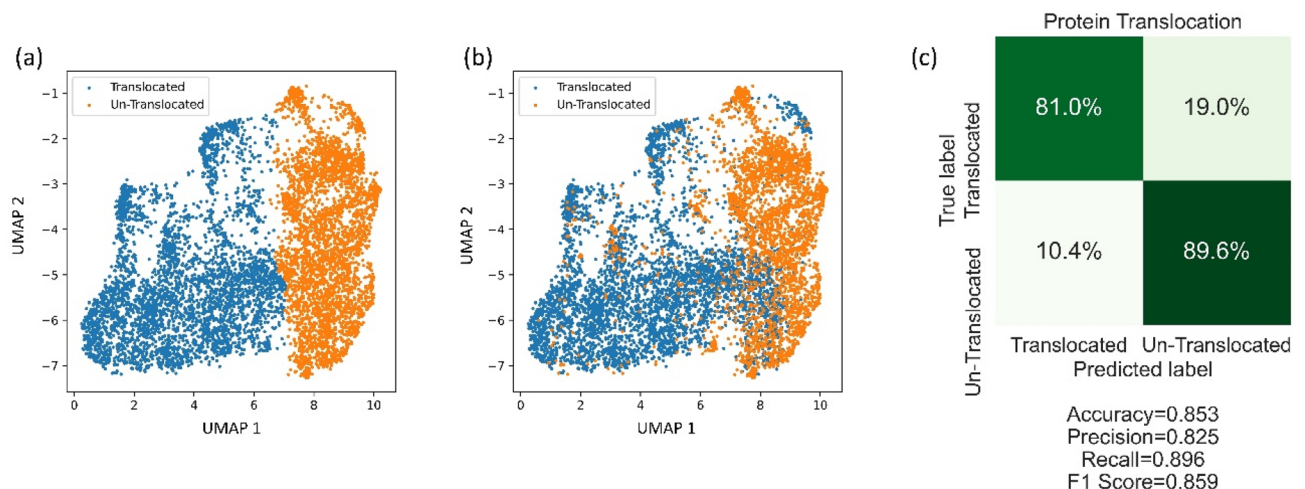 (a)
Translocated
Un-Translocated
−1
−2
−3
−4
−5
−6
−7
UMAP 2
0
2
4
6
8
10
UMAP 1
(b)
Translocated
Un-Translocated
−1
−2
−3
−4
−5
−6
−7
UMAP 2
0
2
4
6
8
10
UMAP 1
(c)
Protein Translocation
81.0%
19.0%
10.4%
89.6%
True label
Translocated
Un-Translocated
Translocated
Un-Translocated
Predicted label
Accuracy=0.853
Precision=0.825
Recall=0.896
F1 Score=0.859